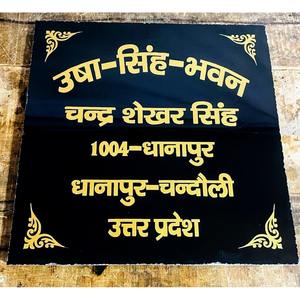 उषा-सिंह-भवन
चन्द्र शेखर सिंह
1004-धानापुर
धानापुर-चन्दौली
उत्तर प्रदेश